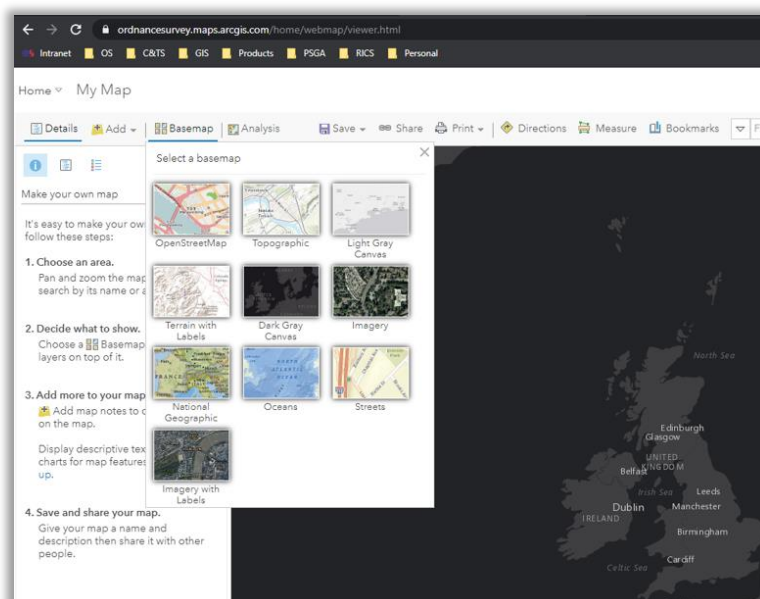 ordnancesurvey.maps.arcgis.com/home/webmap/viewer.html
Intranet OS C&TS GIS Products PSGA RICS Personal
Home My Map
Details Add Basemap Analysis Save Share Print Directions Measure Bookmarks F
Select a basemap
Make your own map
It's easy to make your ow
follow these steps:
1. Choose an area.
Pan and zoom the map
search by its name or a
2. Decide what to show.
Choose a Basemap
layers on top of it.
3. Add more to your map
Add map notes to d
on the map.
Display descriptive tex
charts for map features
up.
4. Save and share your map.
Give your map a name and
description then share it with other
people.
OpenStreetMap Topographic Light Gray
Canvas
Terrain with
Labels
Dark Gray
Canvas
Imagery
FRANCE
National
Geographic
NORTH
ATLANTIC
OCEAN
Oceans
Streets
Imagery with
Labels
North Sea
Edinburgh
Glasgow
UNITED
KINGDOM
Belfast
Irish Sea
Leeds
Dublin
Manchester
IRELAND
Birmingham
Cardiff
Celtic Sea